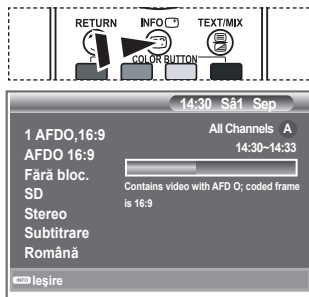 RETURN INFO TEXT/MIX
COLOR BUTTON
14:30 Sâ1 Sep
1 AFDO,16:9
AFDO 16:9
Fără bloc.
SD
Stereo
Subtitrare
Română
All Channels A
14:30~14:33
Contains video with AFD O; coded frame
is 16:9
INFO Ieşire